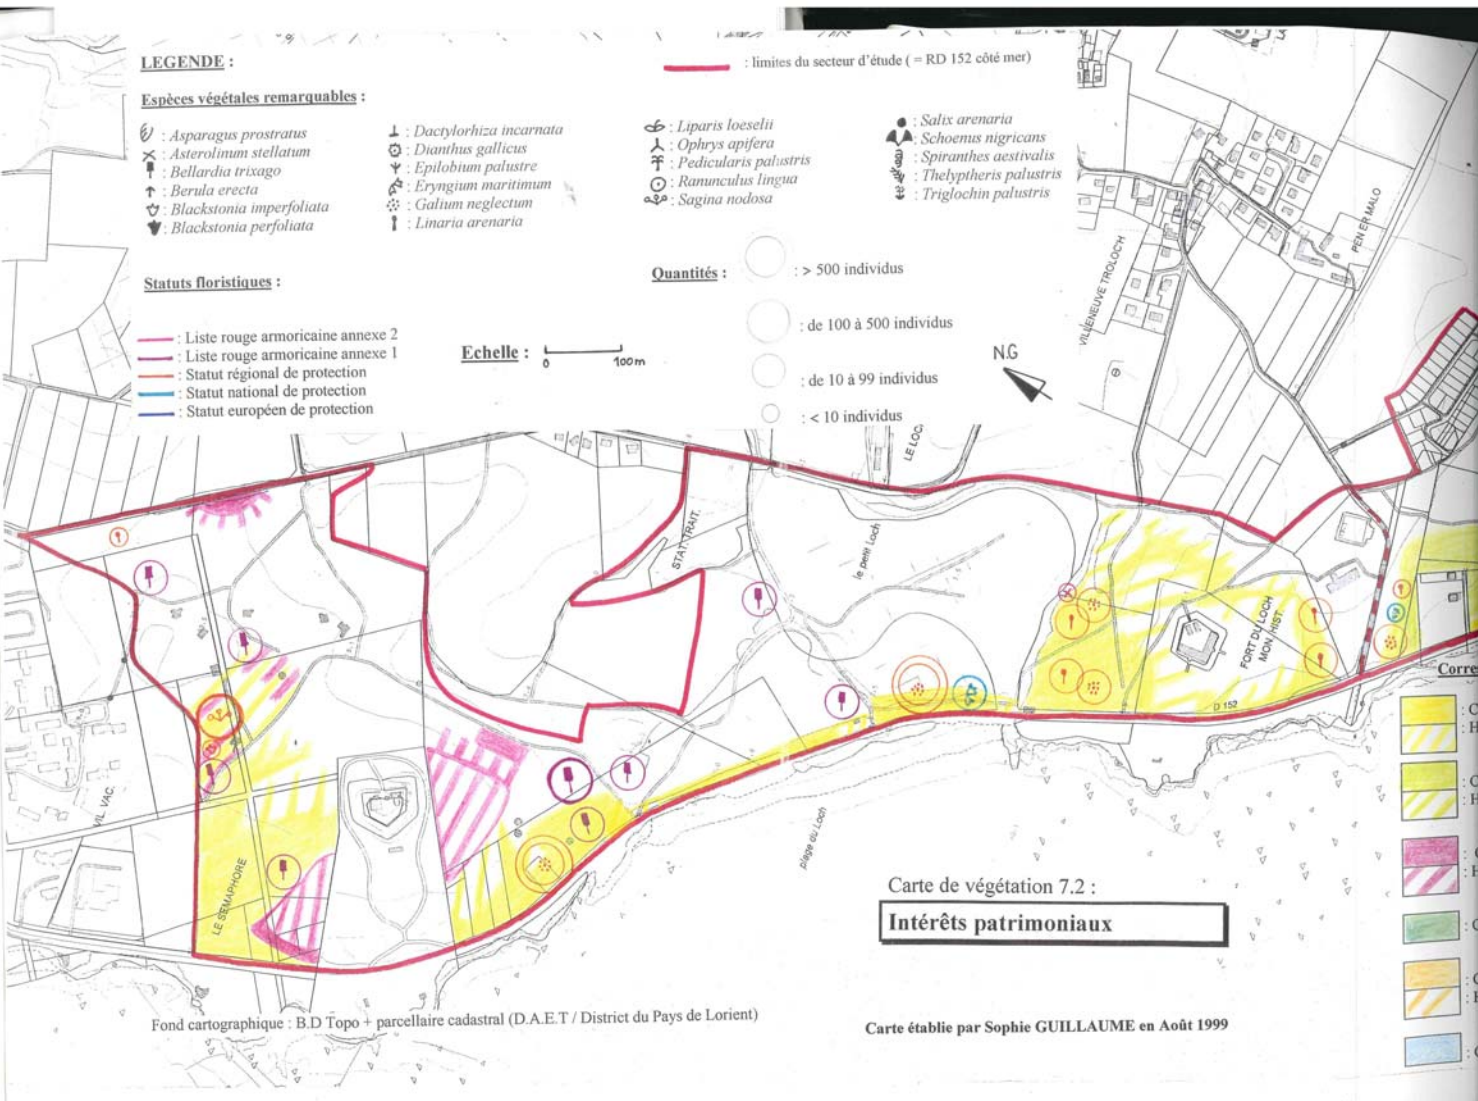 LEGENDE :
: limites du secteur d'étude ( = RD 152 côté mer)
Espèces végétales remarquables :
: Asparagus prostratus
: Asterolinum stellatum
: Bellardia trixago
: Berula erecta
: Blackstonia imperfoliata
: Blackstonia perfoliata
: Dactylorhiza incarnata
: Dianthus gallicus
: Epilobium palustre
: Eryngium maritimum
: Galium neglectum
: Linaria arenaria
: Liparis loeselii
: Ophrys apifera
: Pedicularis palustris
: Ranunculus lingua
: Sagina nodosa
: Salix arenaria
: Schoenus nigricans
: Spiranthes aestivalis
: Thelypteris palustris
: Triglochin palustris
Statuts floristiques :
: Liste rouge armoricaine annexe 2
: Liste rouge armoricaine annexe 1
: Statut régional de protection
: Statut national de protection
: Statut européen de protection
Echelle :
0 100m
Quantités :
: > 500 individus
: de 100 à 500 individus
: de 10 à 99 individus
: < 10 individus
N.G
VILLENEUVE TROLOC'H
PEN ER MALO
LE LOC
STAT. TRAIT.
le petit Loch
FORT DU LOCH
MON. HIST.
D 152
VIL. VAC.
LE SEMAPHORE
plage du Loch
Corre
: C
: H
: C
: H
: C
: H
: C
: C
: H
: C
Carte de végétation 7.2 :
Intérêts patrimoniaux
Fond cartographique : B.D Topo + parcellaire cadastral (D.A.E.T / District du Pays de Lorient)
Carte établie par Sophie GUILLAUME en Août 1999